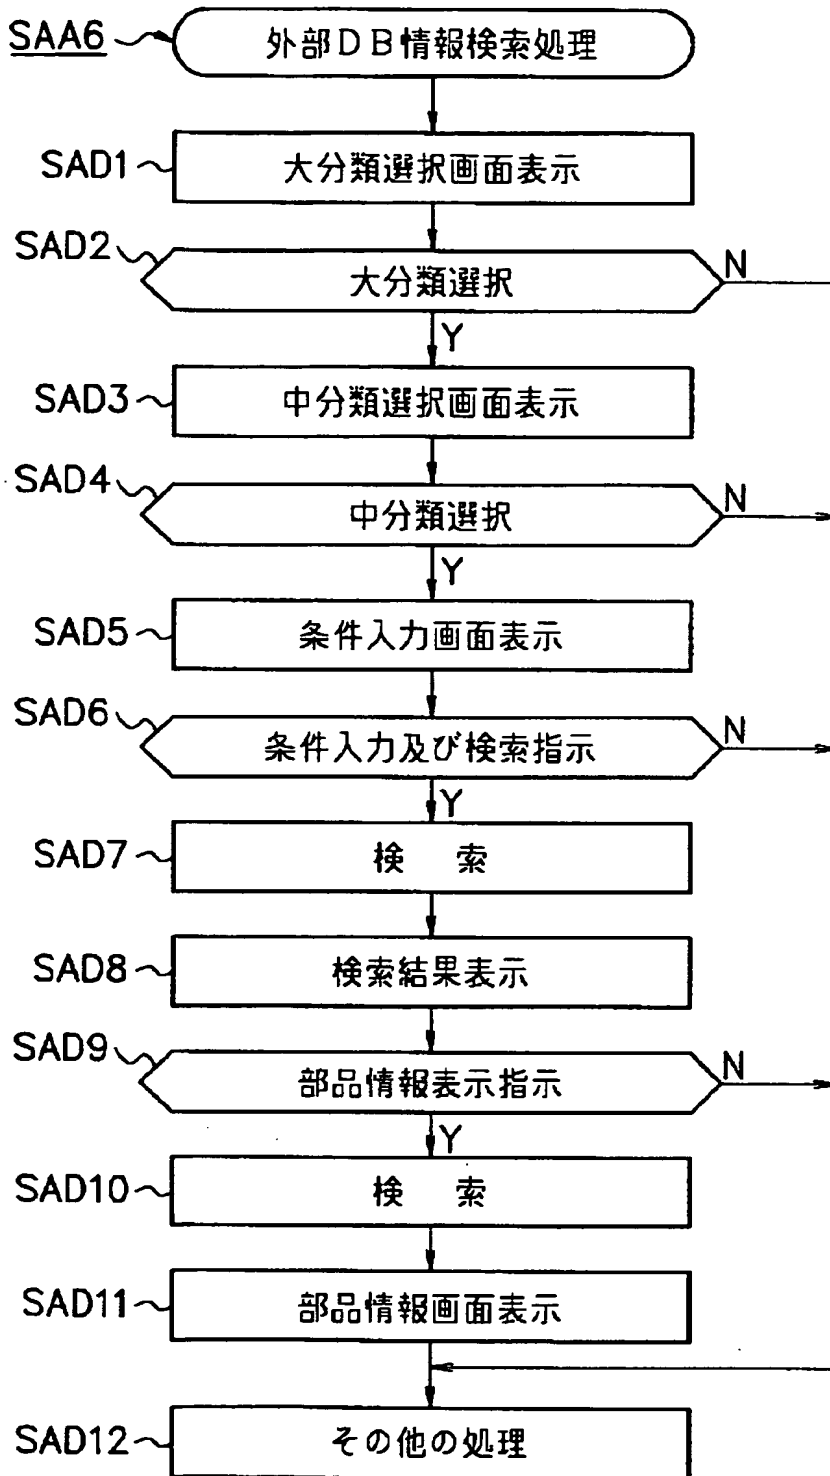 SAA6 外部DB情報検索処理
SAD1 大分類選択画面表示
SAD2 大分類選択 N
Y
SAD3 中分類選択画面表示
SAD4 中分類選択 N
Y
SAD5 条件入力画面表示
SAD6 条件入力及び検索指示 N
Y
SAD7 検 索
SAD8 検索結果表示
SAD9 部品情報表示指示 N
Y
SAD10 検 索
SAD11 部品情報画面表示
SAD12 その他の処理